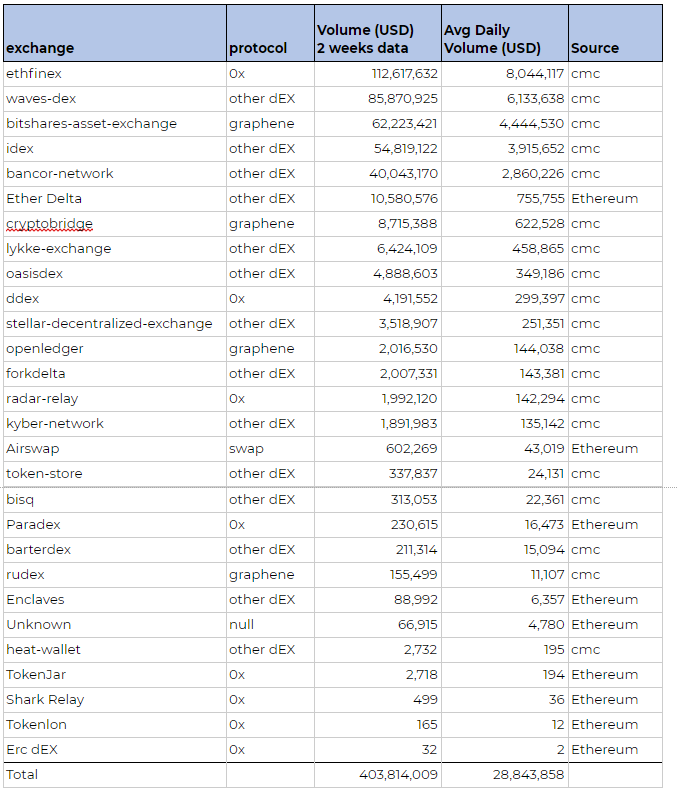 exchange protocol Volume (USD) 2 weeks data Avg Daily Volume (USD) Source
ethfinex 0x 112,617,632 8,044,117 cmc
waves-dex other dEX 85,870,925 6,133,638 cmc
bitshares-asset-exchange graphene 62,223,421 4,444,530 cmc
idex other dEX 54,819,122 3,915,652 cmc
bancor-network other dEX 40,043,170 2,860,226 cmc
Ether Delta other dEX 10,580,576 755,755 Ethereum
cryptobridge graphene 8,715,388 622,528 cmc
lykke-exchange other dEX 6,424,109 458,865 cmc
oasisdex other dEX 4,888,603 349,186 cmc
ddex 0x 4,191,552 299,397 cmc
stellar-decentralized-exchange other dEX 3,518,907 251,351 cmc
openledger graphene 2,016,530 144,038 cmc
forkdelta other dEX 2,007,331 143,381 cmc
radar-relay 0x 1,992,120 142,294 cmc
kyber-network other dEX 1,891,983 135,142 cmc
Airswap swap 602,269 43,019 Ethereum
token-store other dEX 337,837 24,131 cmc
bisq other dEX 313,053 22,361 cmc
Paradex 0x 230,615 16,473 Ethereum
barterdex other dEX 211,314 15,094 cmc
rudex graphene 155,499 11,107 cmc
Enclaves other dEX 88,992 6,357 Ethereum
Unknown null 66,915 4,780 Ethereum
heat-wallet other dEX 2,732 195 cmc
TokenJar 0x 2,718 194 Ethereum
Shark Relay 0x 499 36 Ethereum
Tokenlon 0x 165 12 Ethereum
Erc dEX 0x 32 2 Ethereum
Total 403,814,009 28,843,858